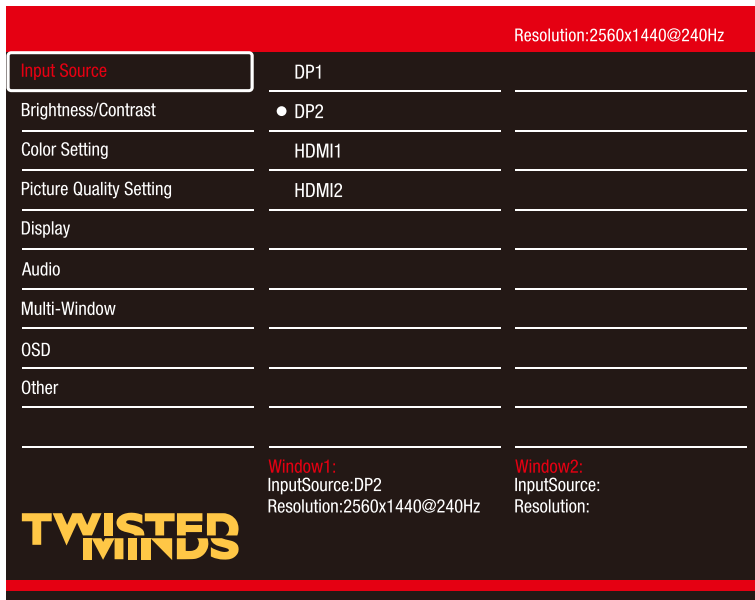 Resolution:2560x1440@240Hz
Input Source
DP1
Brightness/Contrast
DP2
Color Setting
HDMI1
Picture Quality Setting
HDMI2
Display
Audio
Multi-Window
OSD
Other
Window1:
InputSource:DP2
Resolution:2560x1440@240Hz
Window2:
InputSource:
Resolution:
TWISTED
MINDS